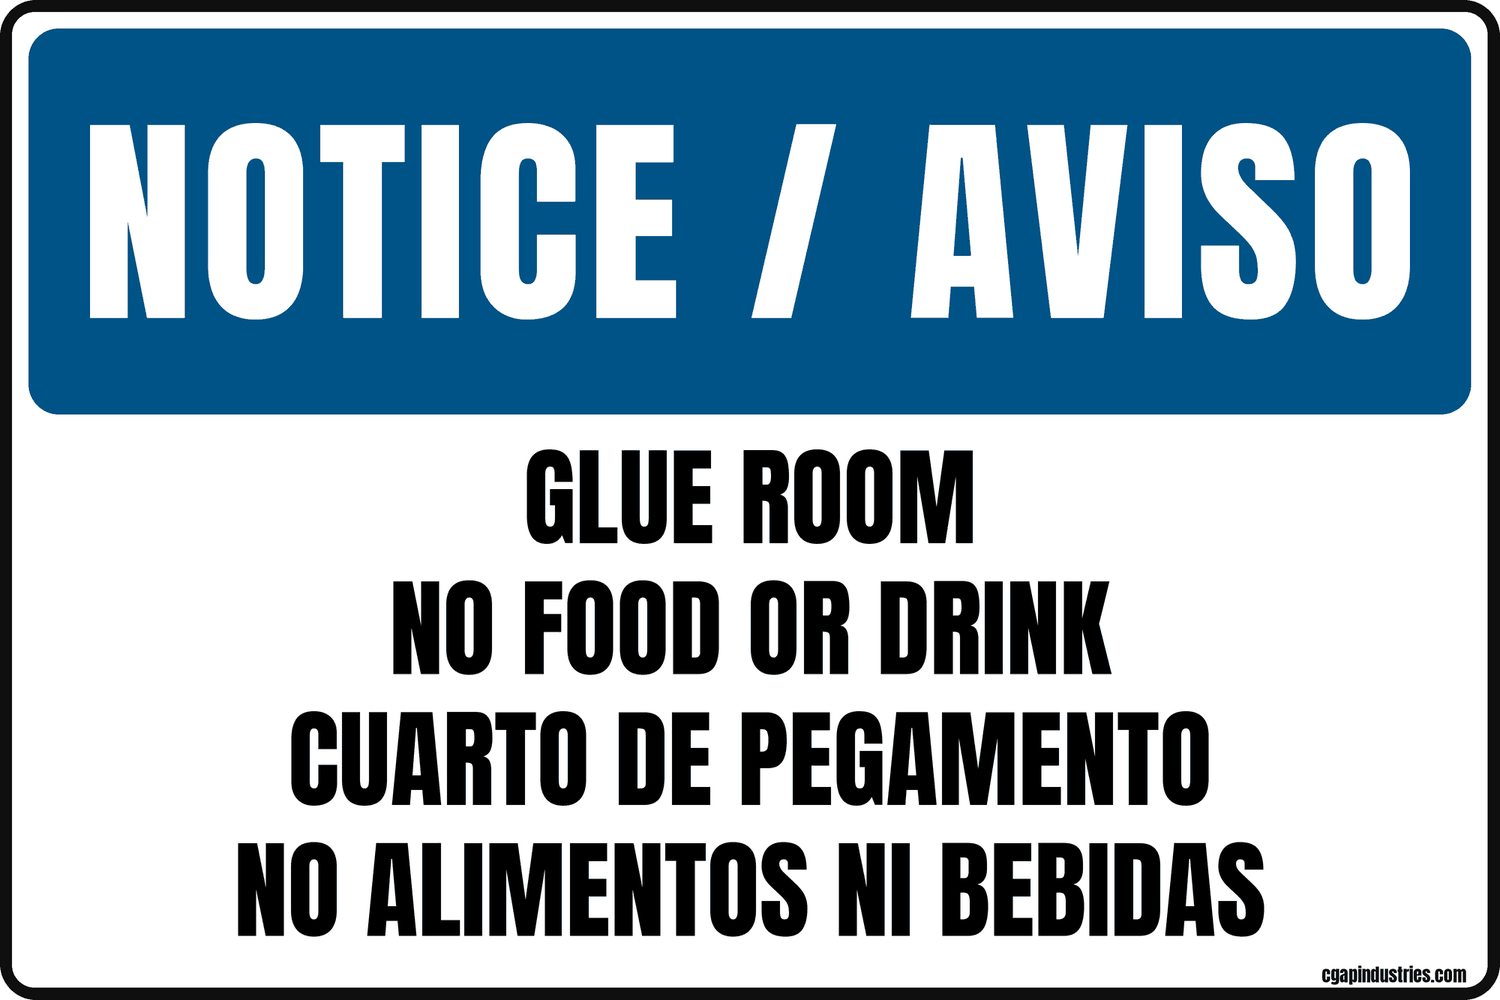 NOTICE / AVISO
GLUE ROOM
NO FOOD OR DRINK
CUARTO DE PEGAMENTO
NO ALIMENTOS NI BEBIDAS
cgapindustries.com